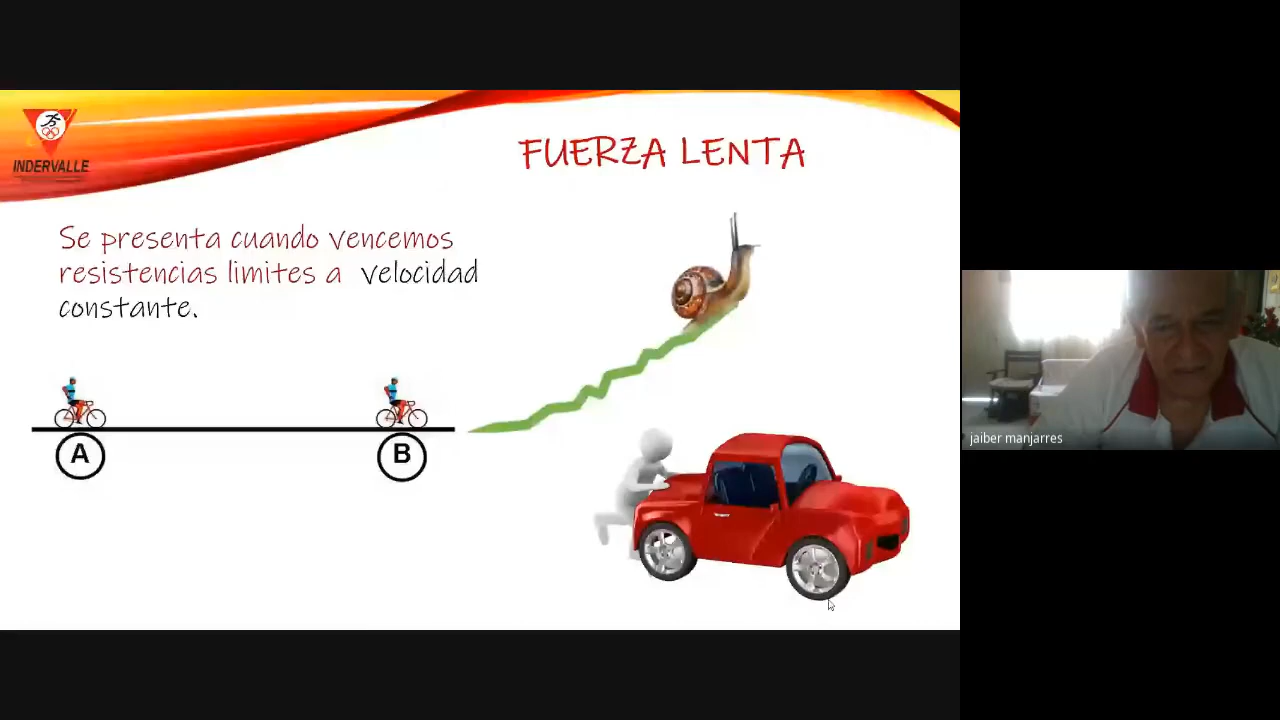 INDERVALLE
FUERZA LENTA
Se presenta cuando vencemos
resistencias limites a velocidad
constante.
A
B
jaiber manjarres